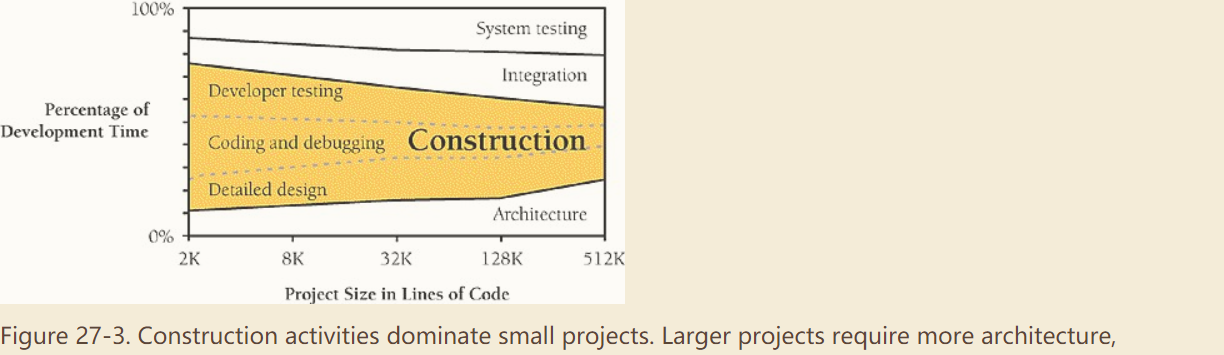 100%
System testing
Integration
Developer testing
Percentage of
Development Time
Coding and debugging
Construction
Detailed design
Architecture
0%
2K 8K 32K 128K 512K
Project Size in Lines of Code
Figure 27-3. Construction activities dominate small projects. Larger projects require more architecture,